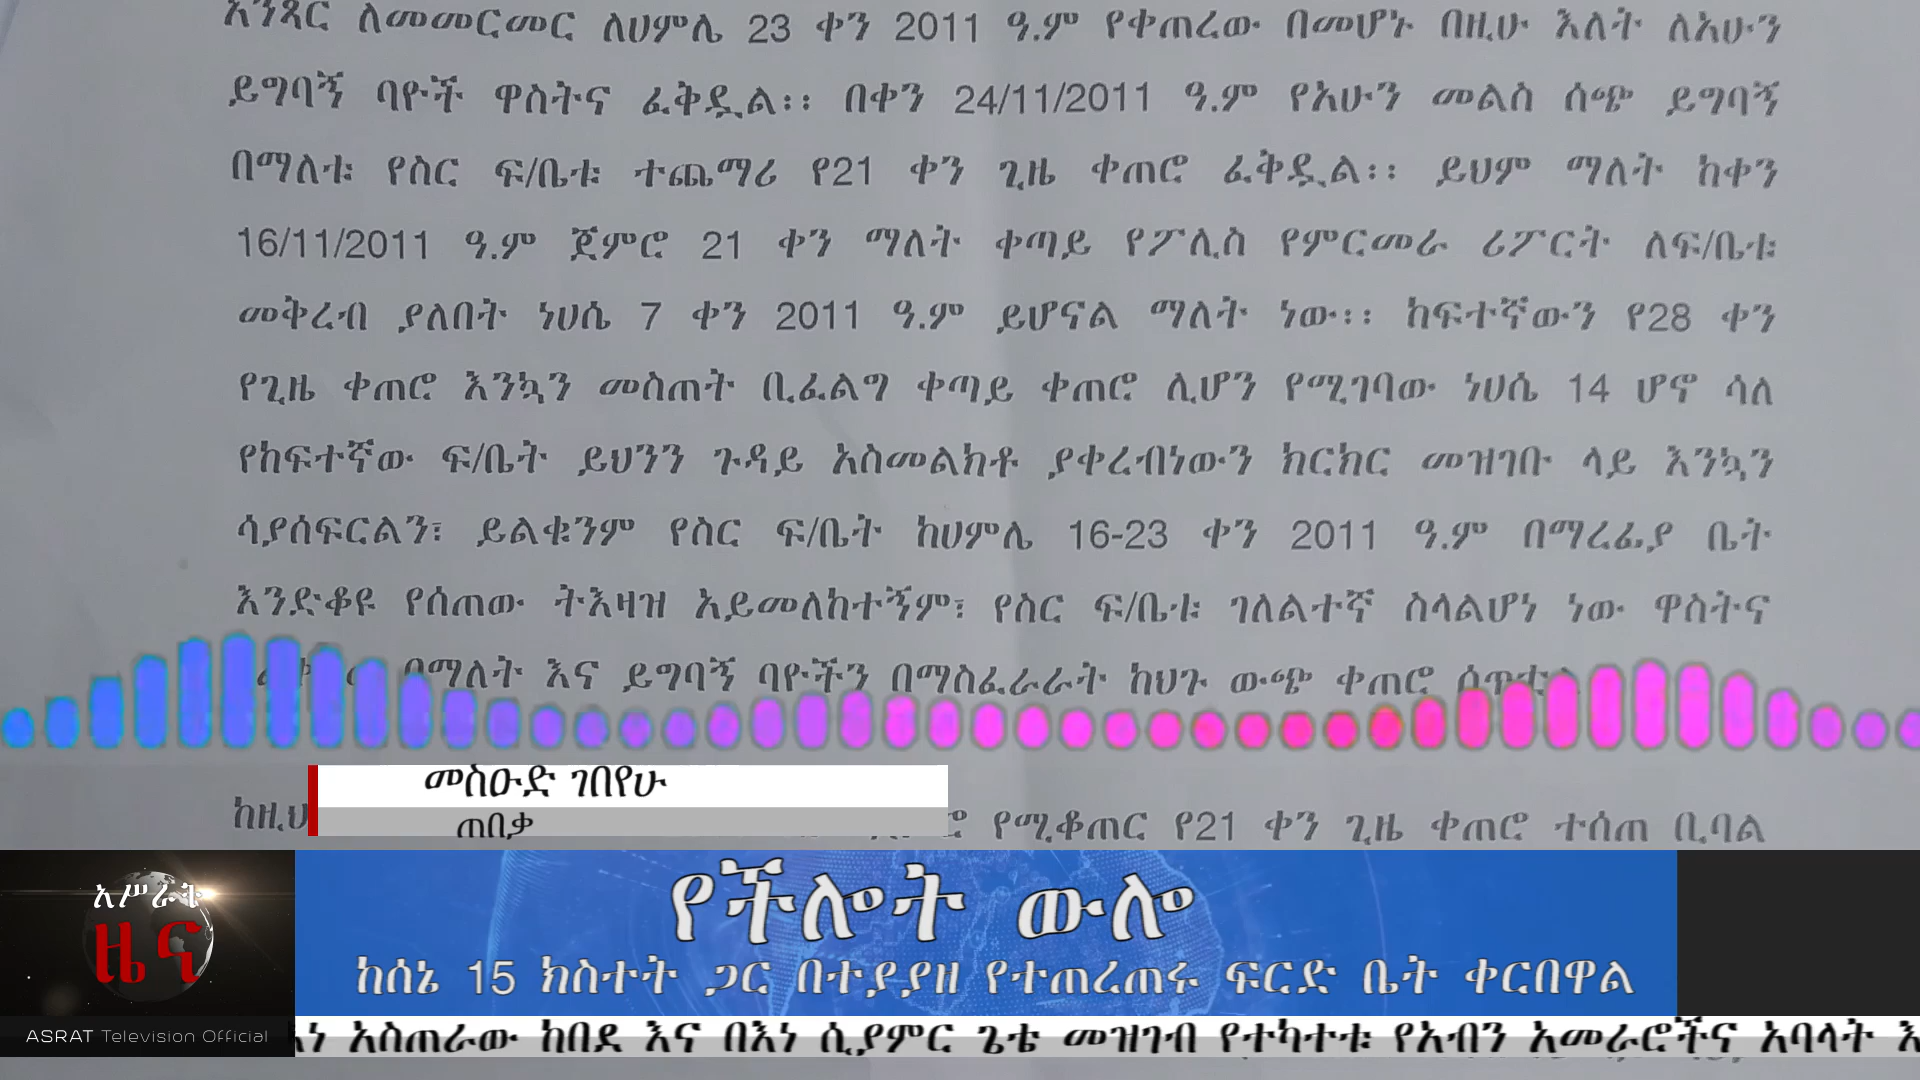 አንጻር ለመመርመር ለሀምሌ 23 ቀን 2011 ዓ.ም የቀጠረው በመሆኑ በዚሁ እለት ለአሁን
ይግባኝ ባዮች ዋስትና ፈቅዷል፡፡ በቀን 24/11/2011 ዓ.ም የአሁን መልስ ሰጭ ይግባኝ
በማለቱ የስር ፍ/ቤቱ ተጨማሪ የ21 ቀን ጊዜ ቀጠሮ ፈቅዷል፡፡ ይህም ማለት ከቀን
16/11/2011 ዓ.ም ጀምሮ 21 ቀን ማለት ቀጣይ የፖሊስ የምርመራ ሪፖርት ለፍ/ቤቱ
መቅረብ ያለበት ነሀሴ 7 ቀን 2011 ዓ.ም ይሆናል ማለት ነው፡፡ ከፍተኛውን የ28 ቀን
የጊዜ ቀጠሮ እንኳን መስጠት ቢፈልግ ቀጣይ ቀጠሮ ሊሆን የሚገባው ነሀሴ 14 ሆኖ ሳለ
የከፍተኛው ፍ/ቤት ይህንን ጉዳይ አስመልክቶ ያቀረብነውን ክርክር መዝገቡ ላይ እንኳን
ሳያሰፍርልን፣ ይልቁንም የስር ፍ/ቤት ከሀምሌ 16-23 ቀን 2011 ዓ.ም በማረፊያ ቤት
እንድቆዩ የሰጠው ትእዛዝ አይመለከተኝም፣ የስር ፍ/ቤቱ ገለልተኛ ስላልሆነ ነው ዋስትና
በማለት እና ይግባኝ ባዮችን በማስፈራራት ከህጉ ውጭ ቀጠሮ ሰጥቷል
መስዑድ ገበየሁ
ጠበቃ
ከዚህ የሚቆጠር የ21 ቀን ጊዜ ቀጠሮ ተሰጠ ቢባል
አሥራት
ዜና
የችሎት ውሎ
ከሰኔ 15 ክስተት ጋር በተያያዘ የተጠረጠሩ ፍርድ ቤት ቀርበዋል
ASRAT Television Official
አስጠራው ከበደ እና በእነ ሲያምር ጌቴ መዝገብ የተካተቱ የአብን አመራሮችና አባላት